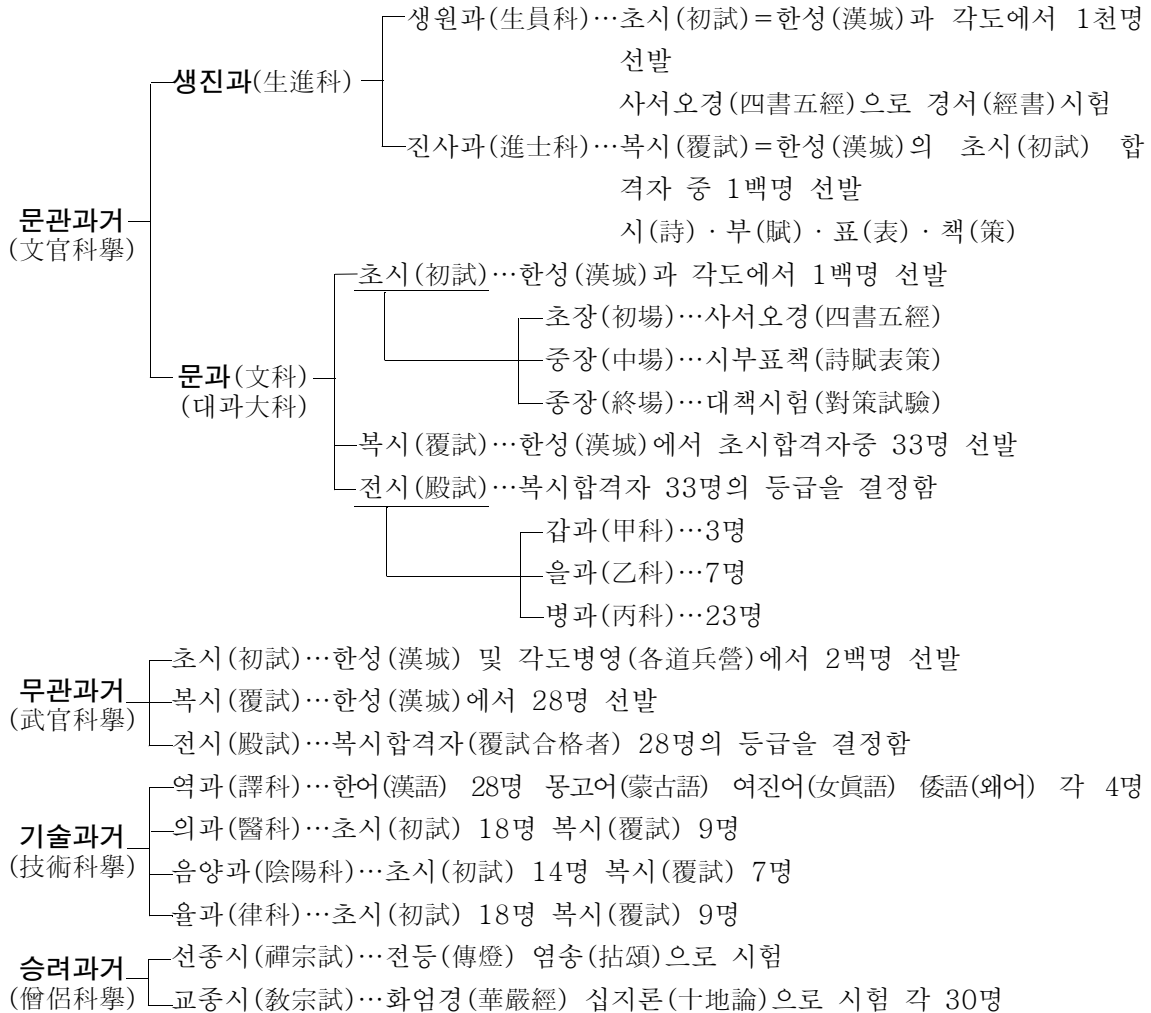 생원과(生員科)…초시(初試)=한성(漢城)과 각도에서 1천명
선발
생진과(生進科)
사서오경(四書五經)으로 경서(經書)시험
진사과(進士科)…복시(覆試)=한성(漢城)의 초시(初試) 합
격자 중 1백명 선발
문관과거
(文官科擧)
시(詩)·부(賦)·표(表)·책(策)
초시(初試)…한성(漢城)과 각도에서 1백명 선발
초장(初場)…사서오경(四書五經)
중장(中場)…시부표책(詩賦表策)
문과(文科)
(대과大科)
종장(終場)…대책시험(對策試驗)
복시(覆試)…한성(漢城)에서 초시합격자중 33명 선발
전시(殿試)…복시합격자 33명의 등급을 결정함
갑과(甲科)…3명
을과(乙科)…7명
병과(丙科)…23명
초시(初試)…한성(漢城) 및 각도병영(各道兵營)에서 2백명 선발
무관과거
(武官科擧)
복시(覆試)…한성(漢城)에서 28명 선발
전시(殿試)…복시합격자(覆試合格者) 28명의 등급을 결정함
역과(譯科)…한어(漢語) 28명 몽고어(蒙古語) 여진어(女眞語) 倭語(왜어) 각 4명
기술과거
(技術科擧)
의과(醫科)…초시(初試) 18명 복시(覆試) 9명
음양과(陰陽科)…초시(初試) 14명 복시(覆試) 7명
율과(律科)…초시(初試) 18명 복시(覆試) 9명
승려과거
(僧侶科擧)
선종시(禪宗試)…전등(傳燈) 염송(拈頌)으로 시험
교종시(敎宗試)…화엄경(華嚴經) 십지론(十地論)으로 시험 각 30명